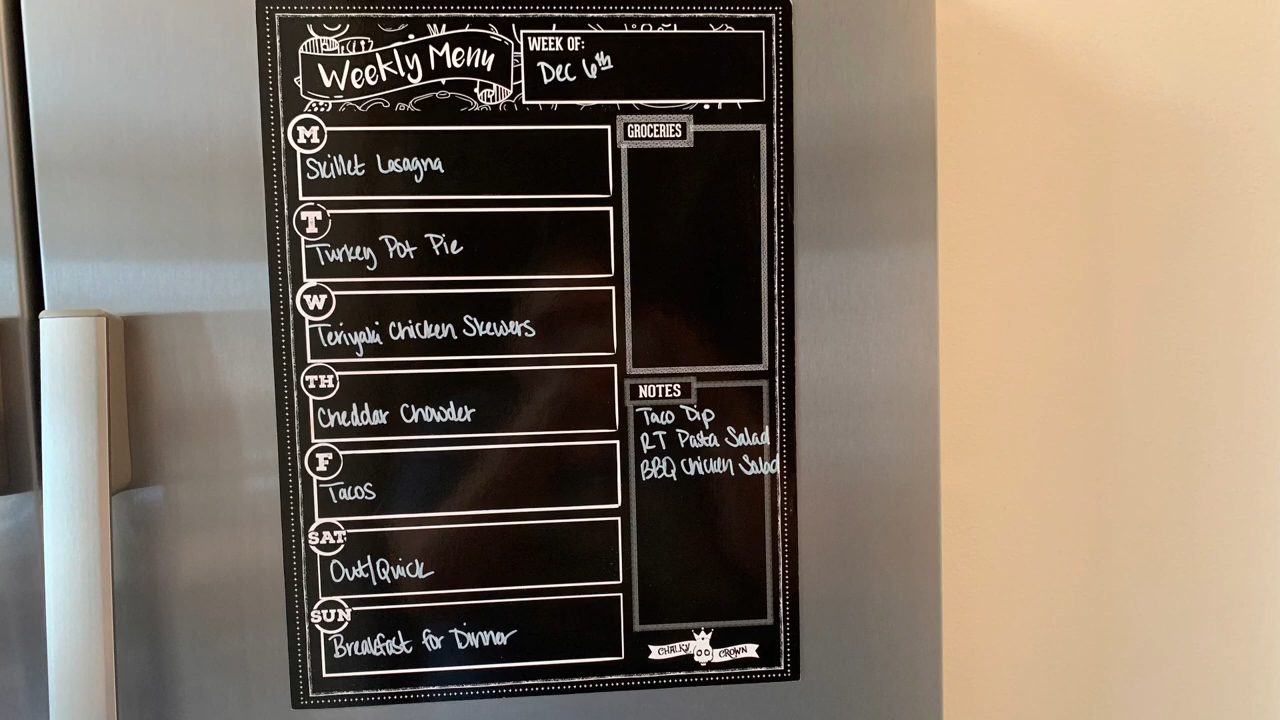 Weekly Menu
WEEK OF:
Dec 6th
M
Skillet Lasagna
T
Turkey Pot Pie
W
Teriyaki Chicken Skewers
TH
Cheddar Chowder
F
Tacos
SAT
Out/Quick
SUN
Breakfast for Dinner
GROCERIES
NOTES
Taco Dip
RT Pasta Salad
BBQ Chicken Salad
CHALKY CROWN